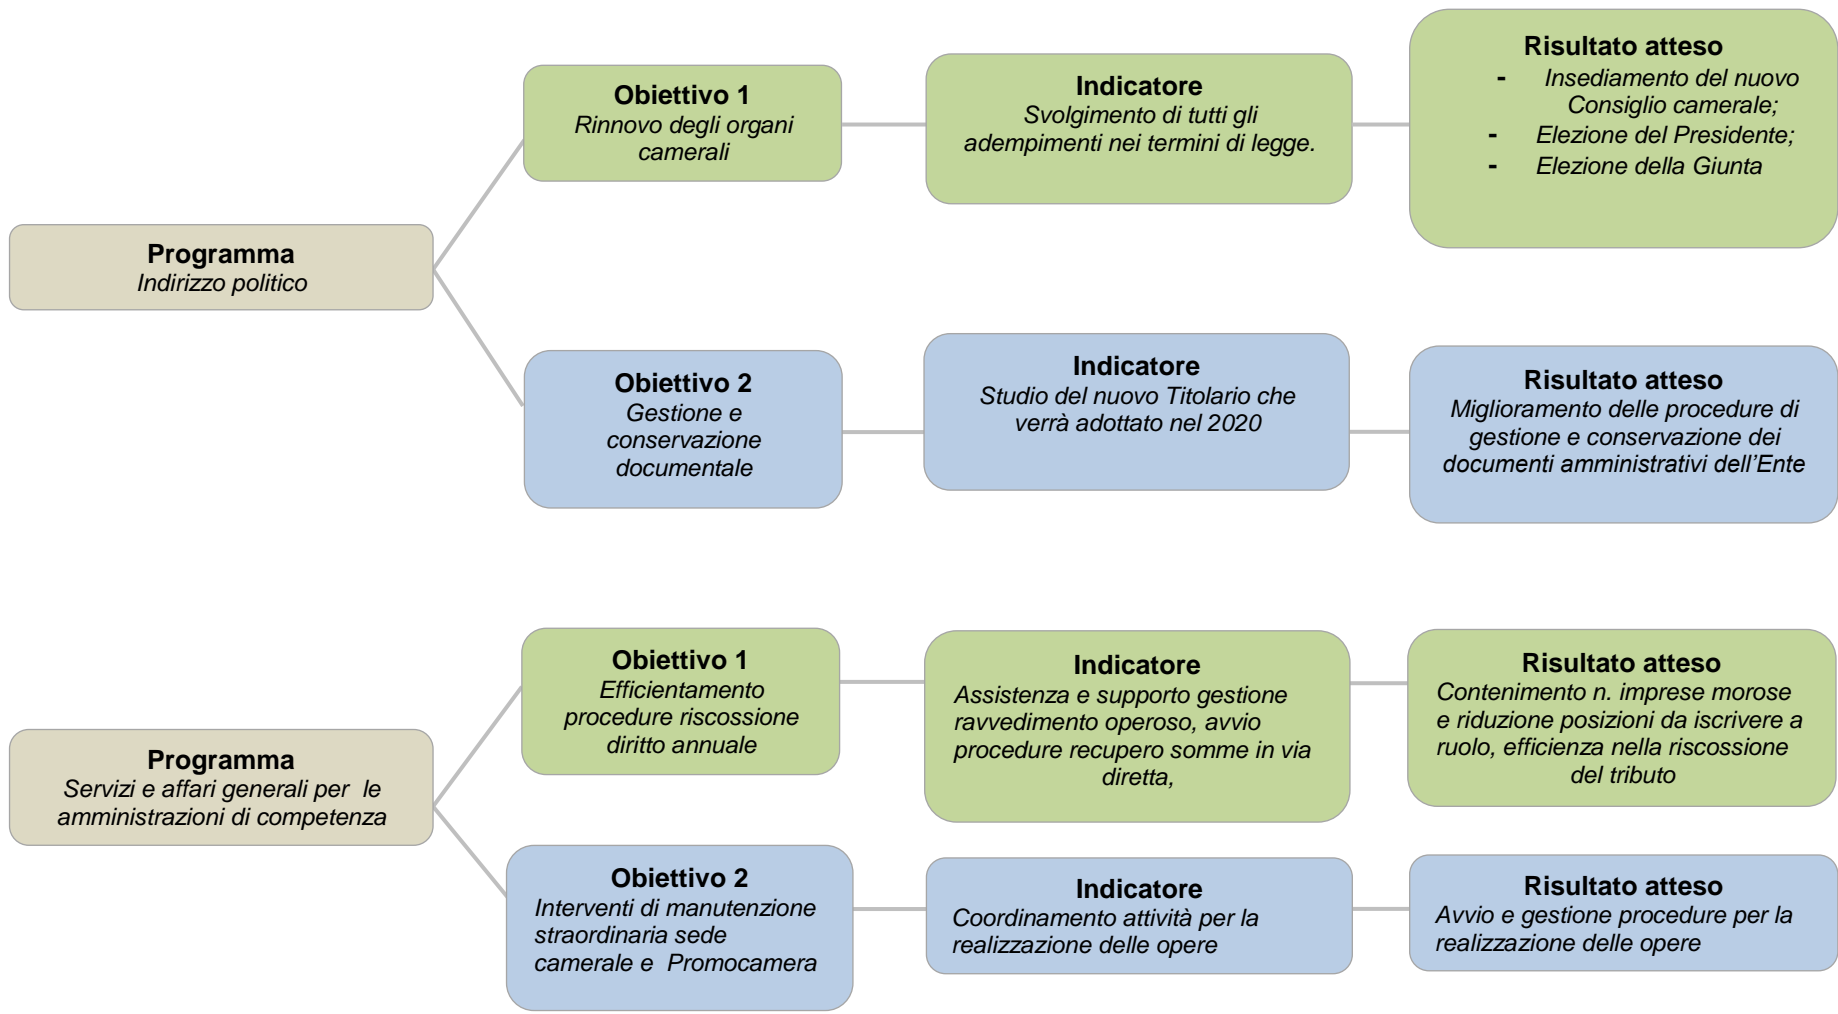 Programma
Indirizzo politico
Obiettivo 1
Rinnovo degli organi
camerali
Indicatore
Svolgimento di tutti gli
adempimenti nei termini di legge.
Risultato atteso
- Insediamento del nuovo
Consiglio camerale;
- Elezione del Presidente;
- Elezione della Giunta
Obiettivo 2
Gestione e
conservazione
documentale
Indicatore
Studio del nuovo Titolario che
verrà adottato nel 2020
Risultato atteso
Miglioramento delle procedure di
gestione e conservazione dei
documenti amministrativi dell’Ente
Programma
Servizi e affari generali per le
amministrazioni di competenza
Obiettivo 1
Efficientamento
procedure riscossione
diritto annuale
Indicatore
Assistenza e supporto gestione
ravvedimento operoso, avvio
procedure recupero somme in via
diretta,
Risultato atteso
Contenimento n. imprese morose
e riduzione posizioni da iscrivere a
ruolo, efficienza nella riscossione
del tributo
Obiettivo 2
Interventi di manutenzione
straordinaria sede
camerale e Promocamera
Indicatore
Coordinamento attività per la
realizzazione delle opere
Risultato atteso
Avvio e gestione procedure per la
realizzazione delle opere